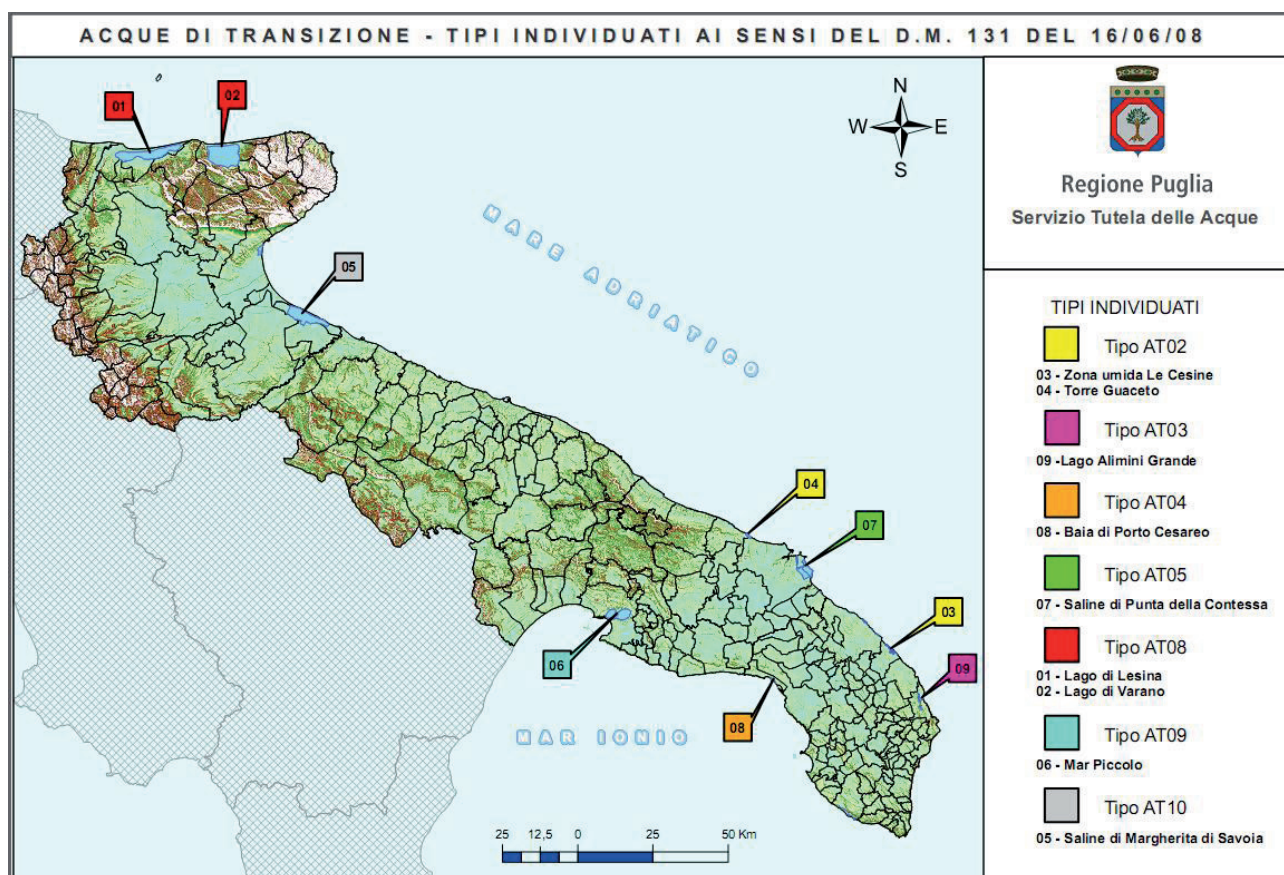 ACQUE DI TRANSIZIONE - TIPI INDIVIDUATI AI SENSI DEL D.M. 131 DEL 16/06/08
01
02
N
W E
S
MARE ADRIATICO
05
04
07
03
06
09
08
MAR IONIO
25 12,5 0 25 50 Km
Regione Puglia
Servizio Tutela delle Acque
TIPI INDIVIDUATI
Tipo AT02
03 - Zona umida Le Cesine
04 - Torre Guaceto
Tipo AT03
09 -Lago Alimini Grande
Tipo AT04
08 - Baia di Porto Cesareo
Tipo AT05
07 - Saline di Punta della Contessa
Tipo AT08
01 - Lago di Lesina
02 - Lago di Varano
Tipo AT09
06 - Mar Piccolo
Tipo AT10
05 - Saline di Margherita di Savoia